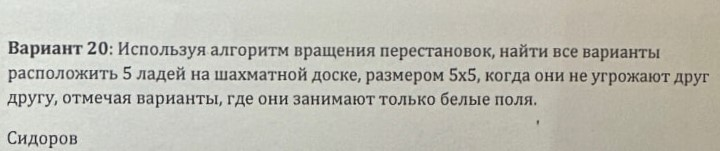 Вариант 20: Используя алгоритм вращения перестановок, найти все варианты
расположить 5 ладей на шахматной доске, размером 5х5, когда они не угрожают друг
другу, отмечая варианты, где они занимают только белые поля.
Сидоров